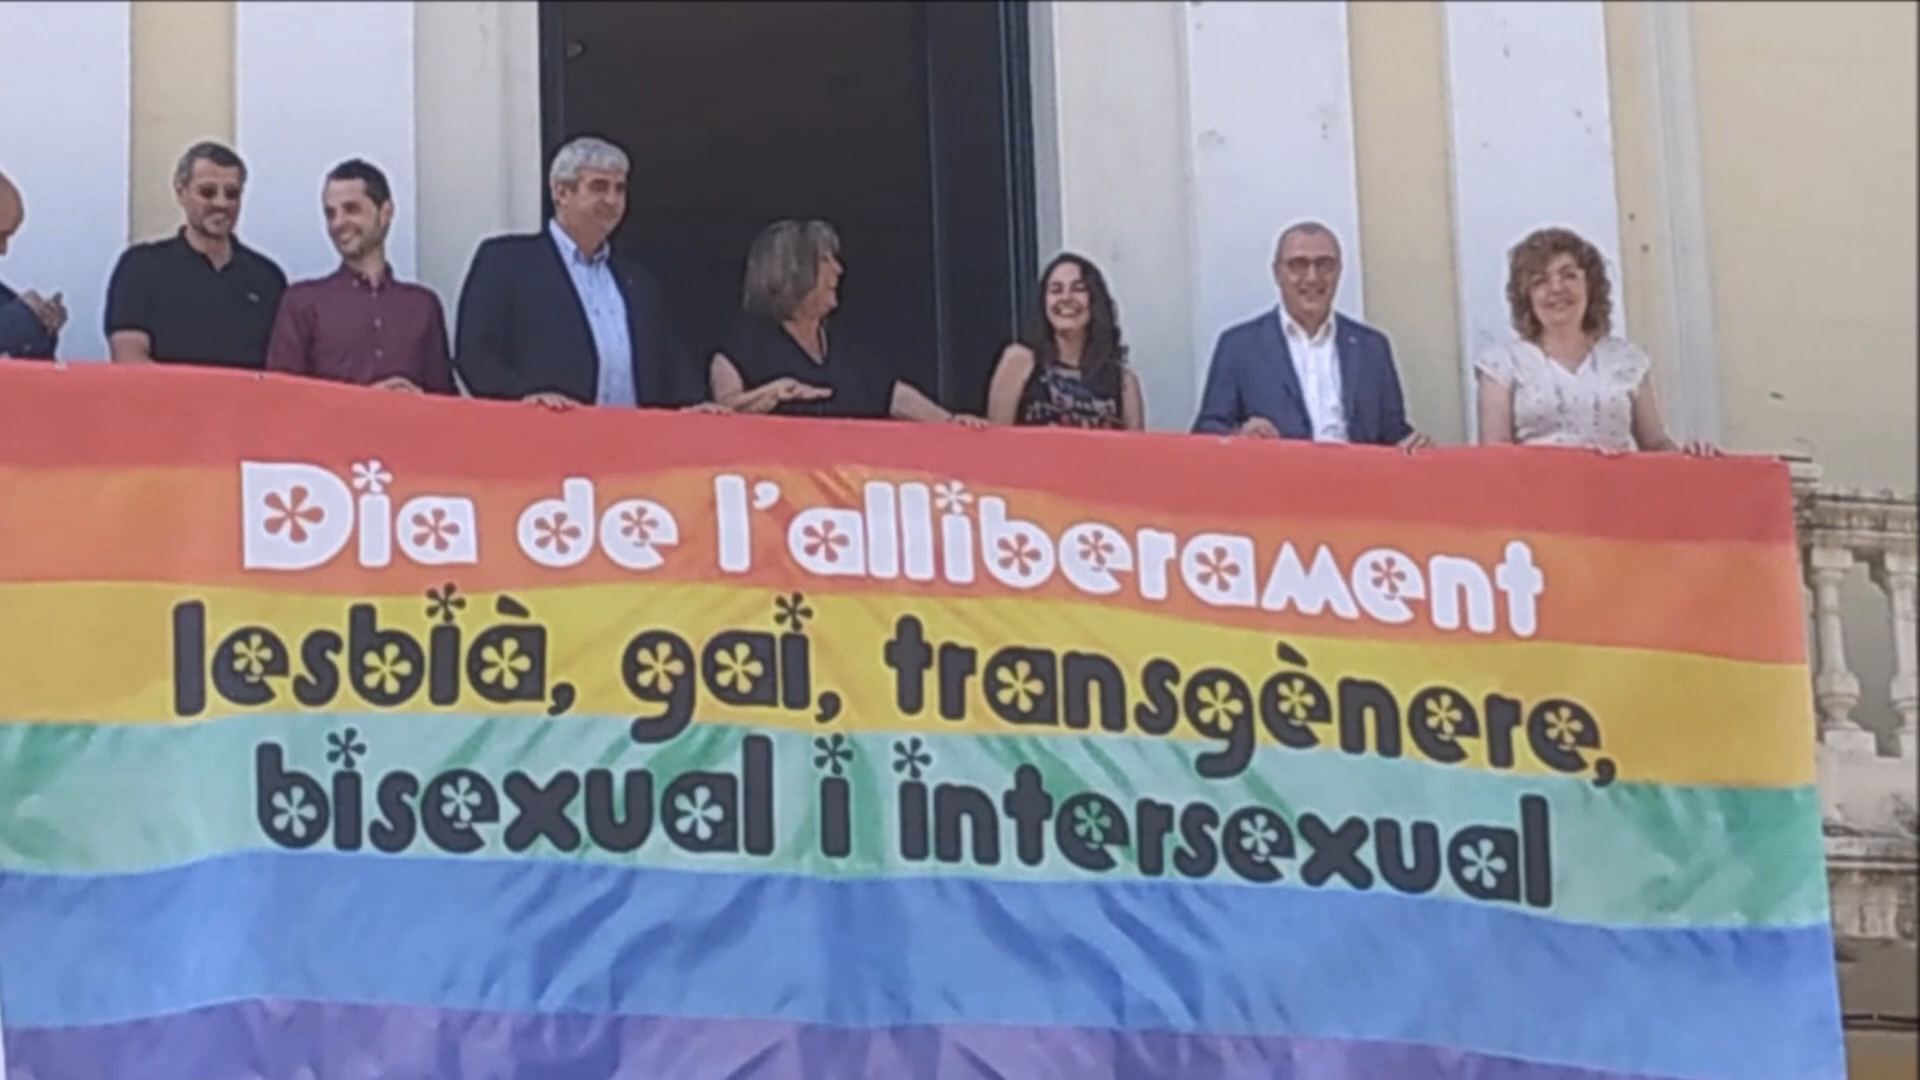 Dia de l'alliberament
lesbià, gai, transgènere,
bisexual i intersexual